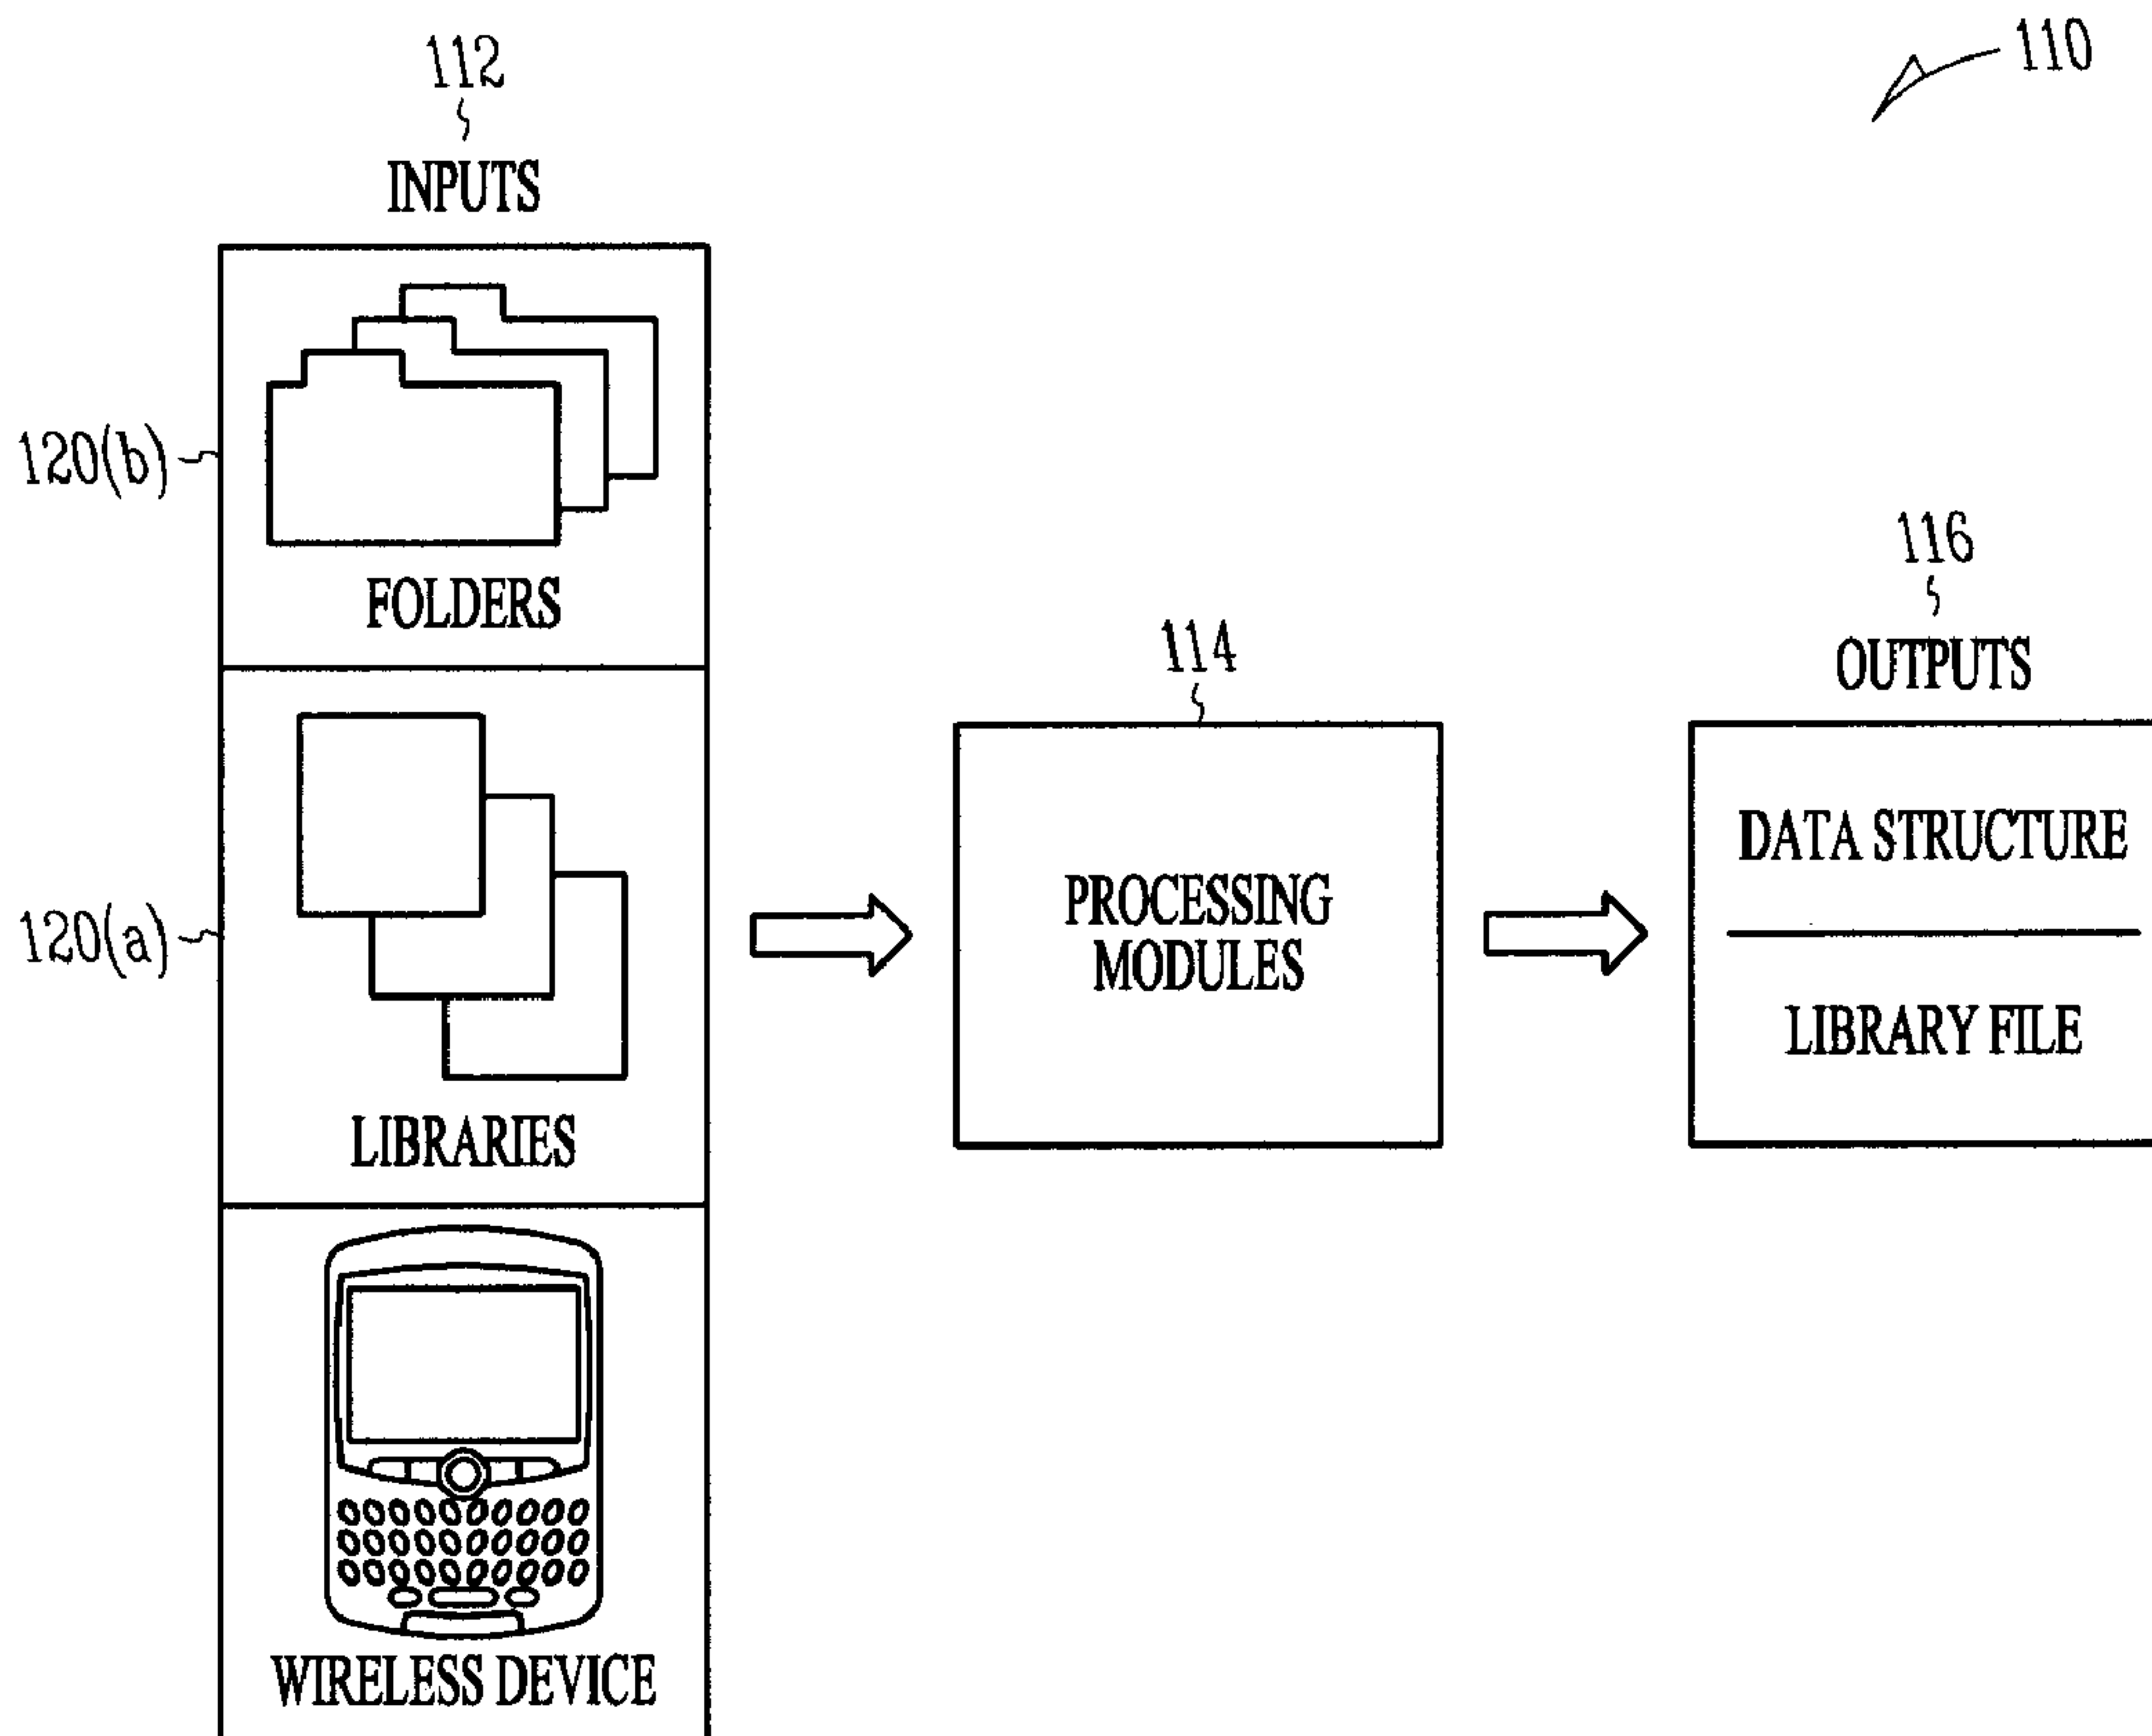 110
112
INPUTS
120(b)
FOLDERS
120(a)
LIBRARIES
WIRELESS DEVICE
114
PROCESSING
MODULES
116
OUTPUTS
DATA STRUCTURE
LIBRARY FILE